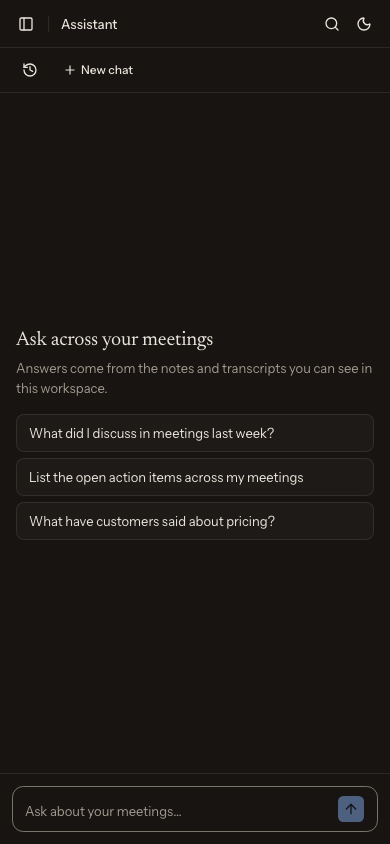 Assistant
New chat
Ask across your meetings
Answers come from the notes and transcripts you can see in
this workspace.
What did I discuss in meetings last week?
List the open action items across my meetings
What have customers said about pricing?
Ask about your meetings...